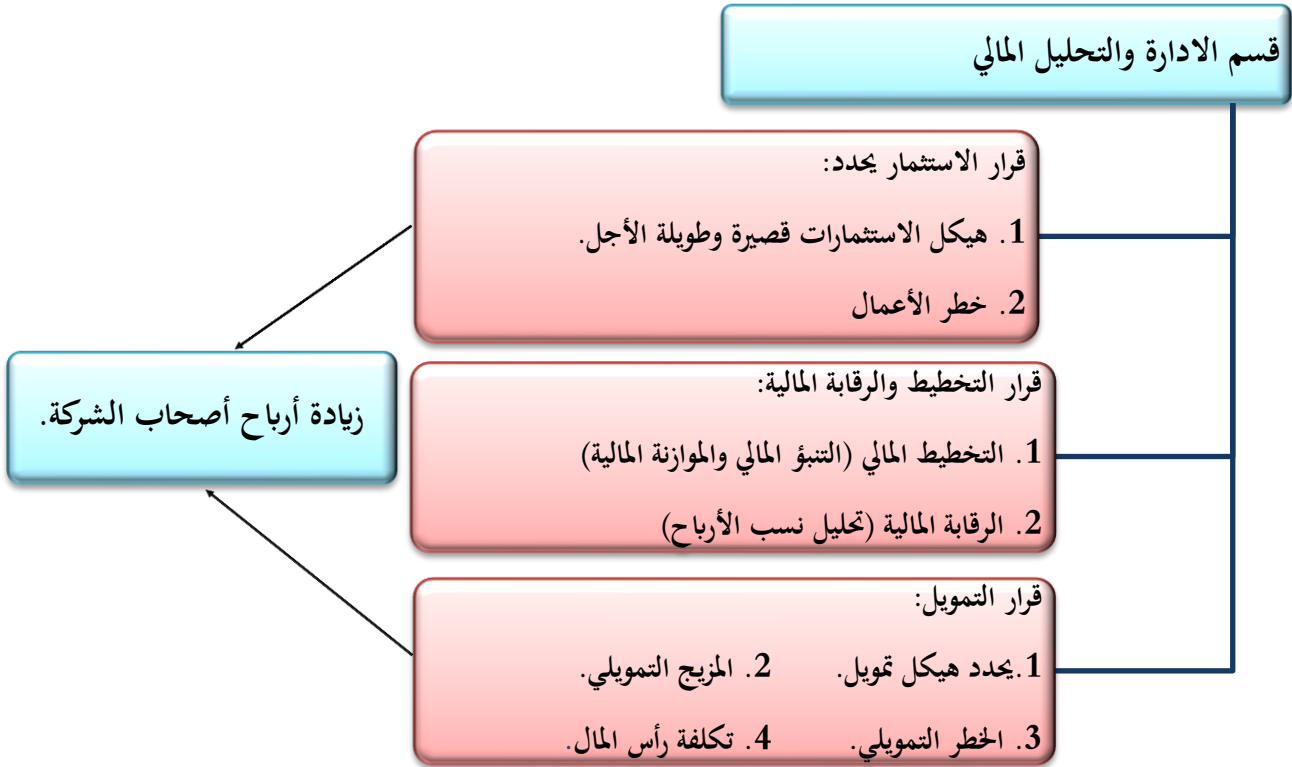 قسم الادارة والتحليل المالي
قرار الاستثمار يحدد:
1. هيكل الاستثمارات قصيرة وطويلة الأجل.
2. خطر الأعمال
قرار التخطيط والرقابة المالية:
1. التخطيط المالي (التنبؤ المالي والموازنة المالية)
2. الرقابة المالية (تحليل نسب الأرباح)
قرار التمويل:
1.يحدد هيكل تمويل. 2. المزيج التمويلي.
3. الخطر التمويلي. 4. تكلفة رأس المال.
زيادة أرباح أصحاب الشركة.